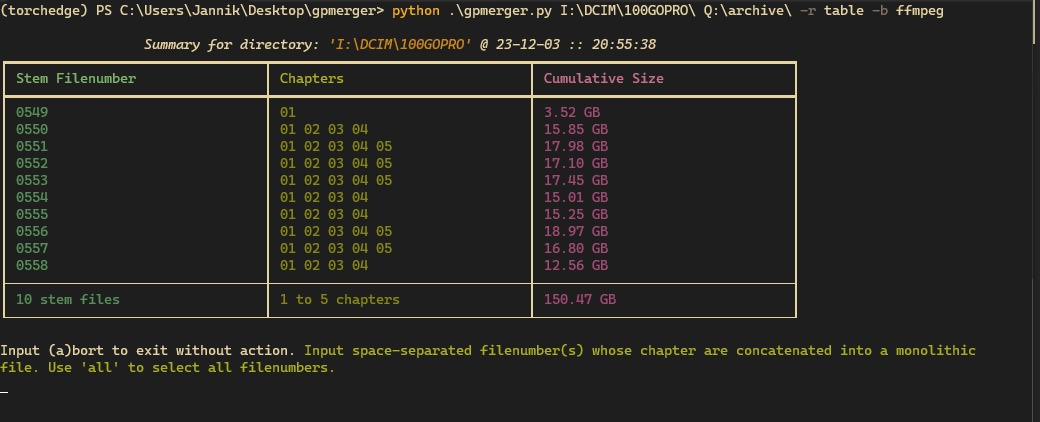 (torchedge) PS C:\Users\Jannik\Desktop\gpmerger> python .\gpmerger.py I:\DCIM\100GOPRO\ Q:\archive\ -r table -b ffmpeg
Summary for directory: 'I:\DCIM\100GOPRO' @ 23-12-03 :: 20:55:38
Stem Filenumber Chapters Cumulative Size
0549 01 3.52 GB
0550 01 02 03 04 15.85 GB
0551 01 02 03 04 05 17.98 GB
0552 01 02 03 04 05 17.10 GB
0553 01 02 03 04 05 17.45 GB
0554 01 02 03 04 15.01 GB
0555 01 02 03 04 15.25 GB
0556 01 02 03 04 05 18.97 GB
0557 01 02 03 04 05 16.80 GB
0558 01 02 03 04 12.56 GB
10 stem files 1 to 5 chapters 150.47 GB
Input (a)bort to exit without action. Input space-separated filenumber(s) whose chapter are concatenated into a monolithic
file. Use 'all' to select all filenumbers.